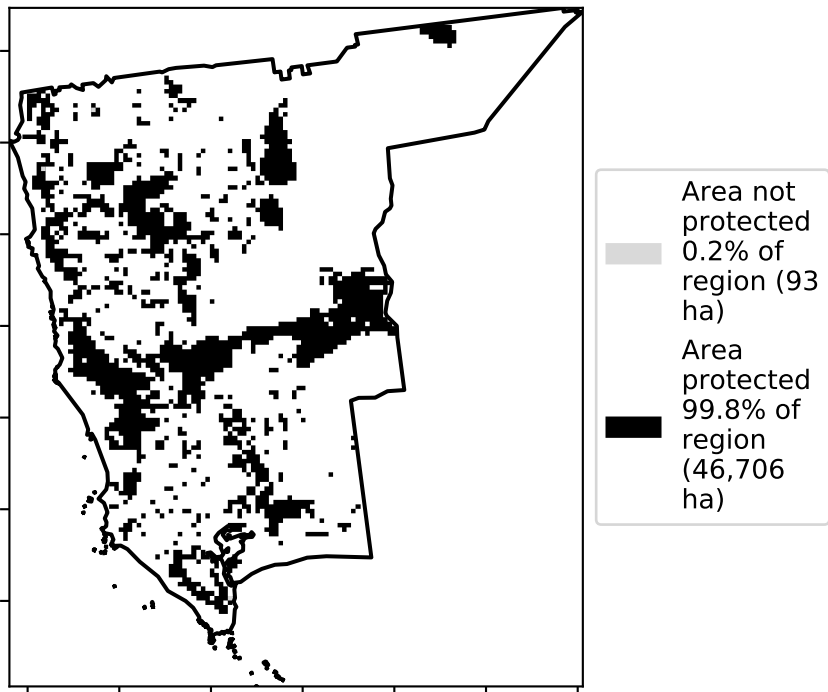 Area not
protected
0.2% of
region (93
ha)
Area
protected
99.8% of
region
(46,706
ha)